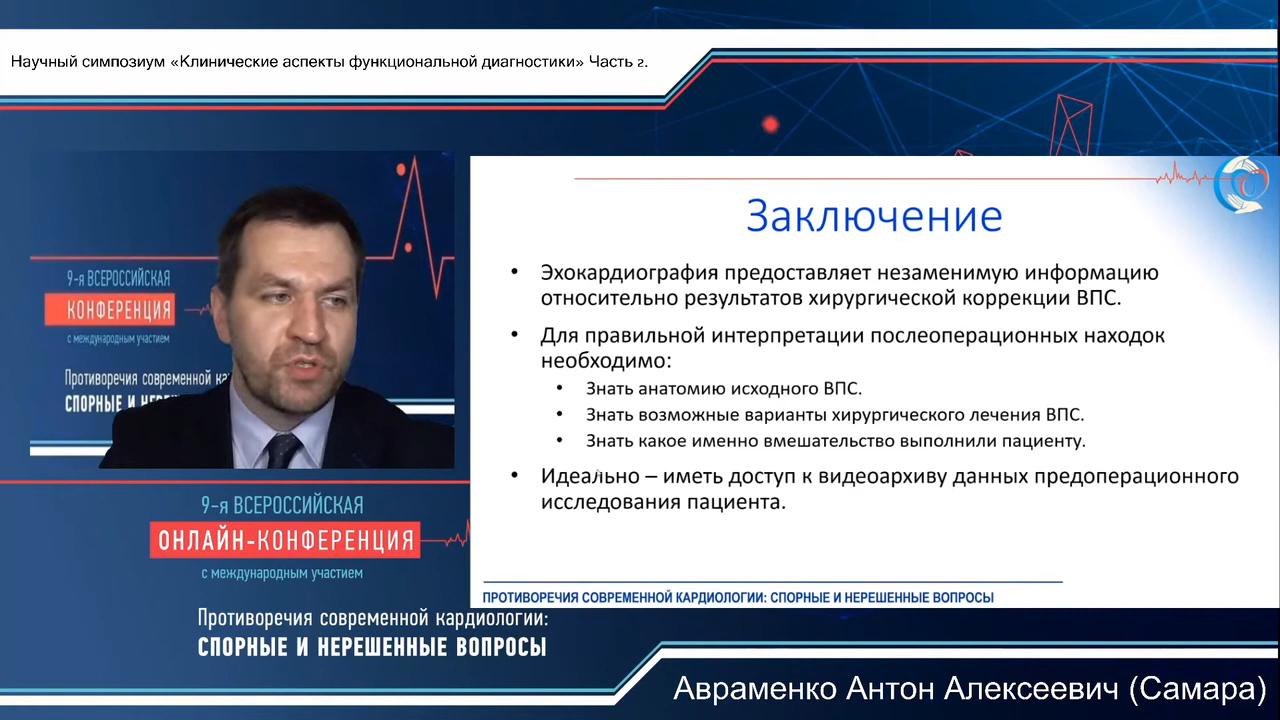 Научный симпозиум «Клинические аспекты функциональной диагностики» Часть 2.
9-я ВСЕРОССИЙСКАЯ
КОНФЕРЕНЦИЯ
с международным участием
Противоречия современной
СПОРНЫЕ И
Заключение
• Эхокардиография предоставляет незаменимую информацию
относительно результатов хирургической коррекции ВПС.
• Для правильной интерпретации послеоперационных находок
необходимо:
• Знать анатомию исходного ВПС.
• Знать возможные варианты хирургического лечения ВПС.
• Знать какое именно вмешательство выполнили пациенту.
• Идеально – иметь доступ к видеоархиву данных предоперационного
исследования пациента.
ПРОТИВОРЕЧИЯ СОВРЕМЕННОЙ КАРДИОЛОГИИ: СПОРНЫЕ И НЕРЕШЕННЫЕ ВОПРОСЫ
9-я ВСЕРОССИЙСКАЯ
ОНЛАЙН-КОНФЕРЕНЦИЯ
с международным участием
Противоречия современной кардиологии:
СПОРНЫЕ И НЕРЕШЕННЫЕ ВОПРОСЫ
Авраменко Антон Алексеевич (Самара)